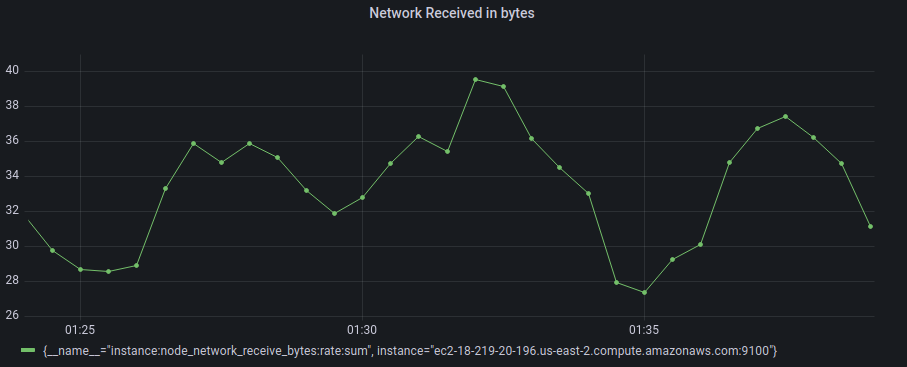 Network Received in bytes
40
38
36
34
32
30
28
26
01:25 01:30 01:35
{__name__="instance:node_network_receive_bytes:rate:sum", instance="ec2-18-219-20-196.us-east-2.compute.amazonaws.com:9100"}